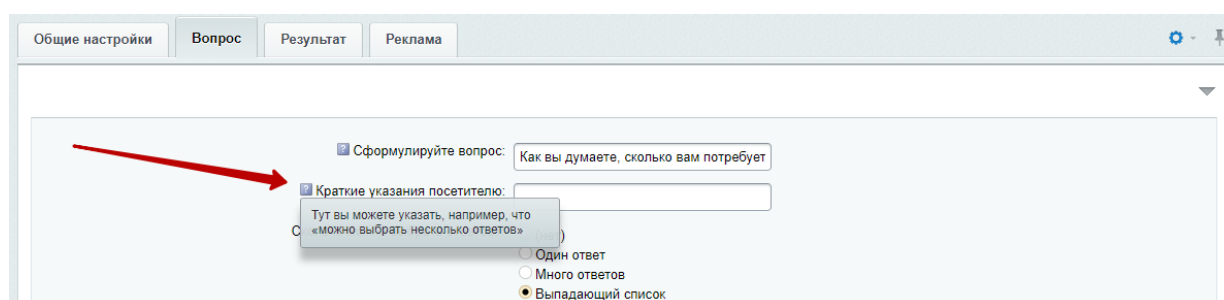 Общие настройки Вопрос Результат Реклама
Сформулируйте вопрос: Как вы думаете, сколько вам потребует
Краткие указания посетителю:
Тут вы можете указать, например, что
«можно выбрать несколько ответов»
С
Один ответ
Много ответов
Выпадающий список